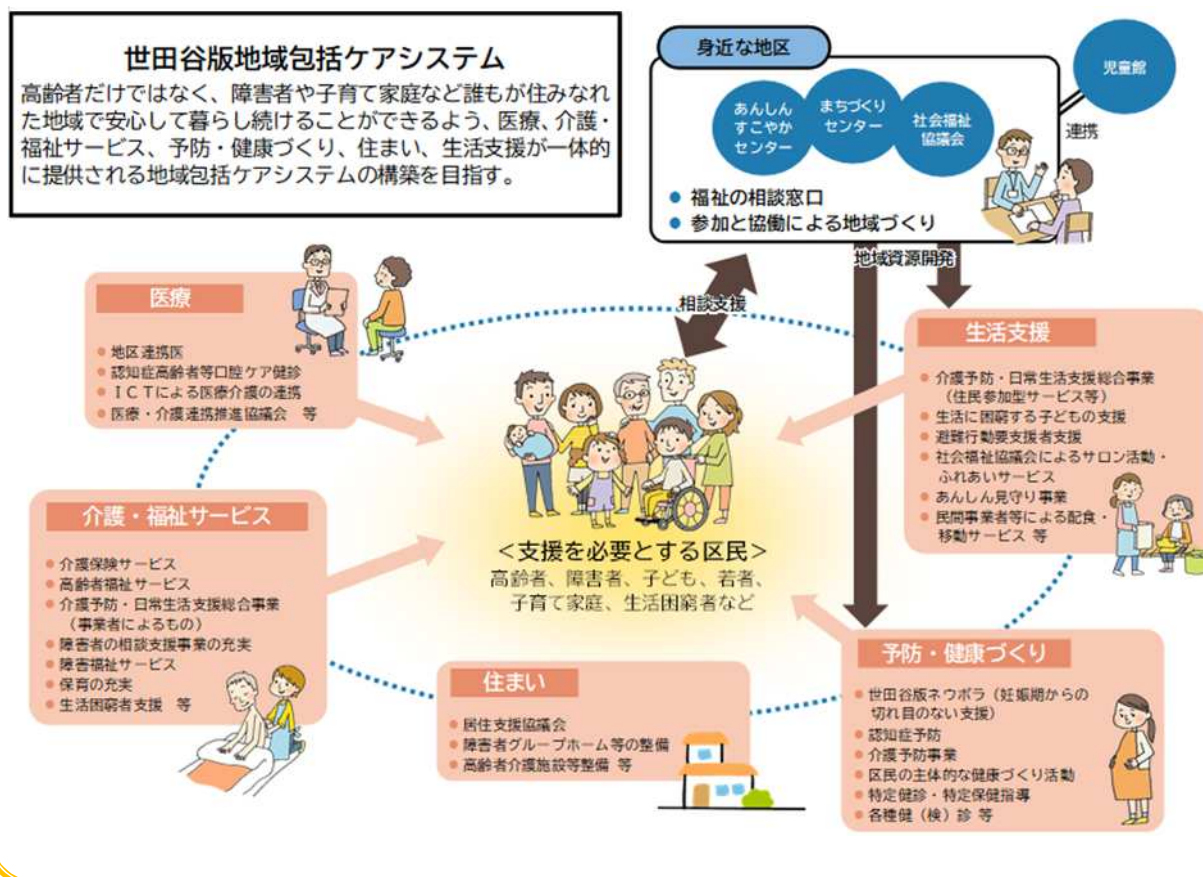 世田谷版地域包括ケアシステム
高齢者だけではなく、障害者や子育て家庭など誰もが住みなれ
た地域で安心して暮らし続けることができるよう、医療、介護・
福祉サービス、予防・健康づくり、住まい、生活支援が一体的
に提供される地域包括ケアシステムの構築を目指す。
身近な地区
あんしん
すこやか
センター
まちづくり
センター
社会福祉
協議会
児童館
連携
● 福祉の相談窓口
● 参加と協働による地域づくり
地域資源開発
相談支援
医療
● 地区連携医
● 認知症高齢者等口腔ケア健診
● ICTによる医療介護の連携
● 医療・介護連携推進協議会 等
生活支援
● 介護予防・日常生活支援総合事業
（住民参加型サービス等）
● 生活に困窮する子どもの支援
● 避難行動要支援者支援
● 社会福祉協議会によるサロン活動・
ふれあいサービス
● あんしん見守り事業
● 民間事業者等による配食・
移動サービス 等
介護・福祉サービス
● 介護保険サービス
● 高齢者福祉サービス
● 介護予防・日常生活支援総合事業
（事業者によるもの）
● 障害者の相談支援事業の充実
● 障害福祉サービス
● 保育の充実
● 生活困窮者支援 等
＜支援を必要とする区民＞
高齢者、障害者、子ども、若者、
子育て家庭、生活困窮者など
住まい
● 居住支援協議会
● 障害者グループホーム等の整備
● 高齢者介護施設等整備 等
予防・健康づくり
● 世田谷版ネウボラ（妊娠期からの
切れ目のない支援）
● 認知症予防
● 介護予防事業
● 区民の主体的な健康づくり活動
● 特定健診・特定保健指導
● 各種健（検）診 等